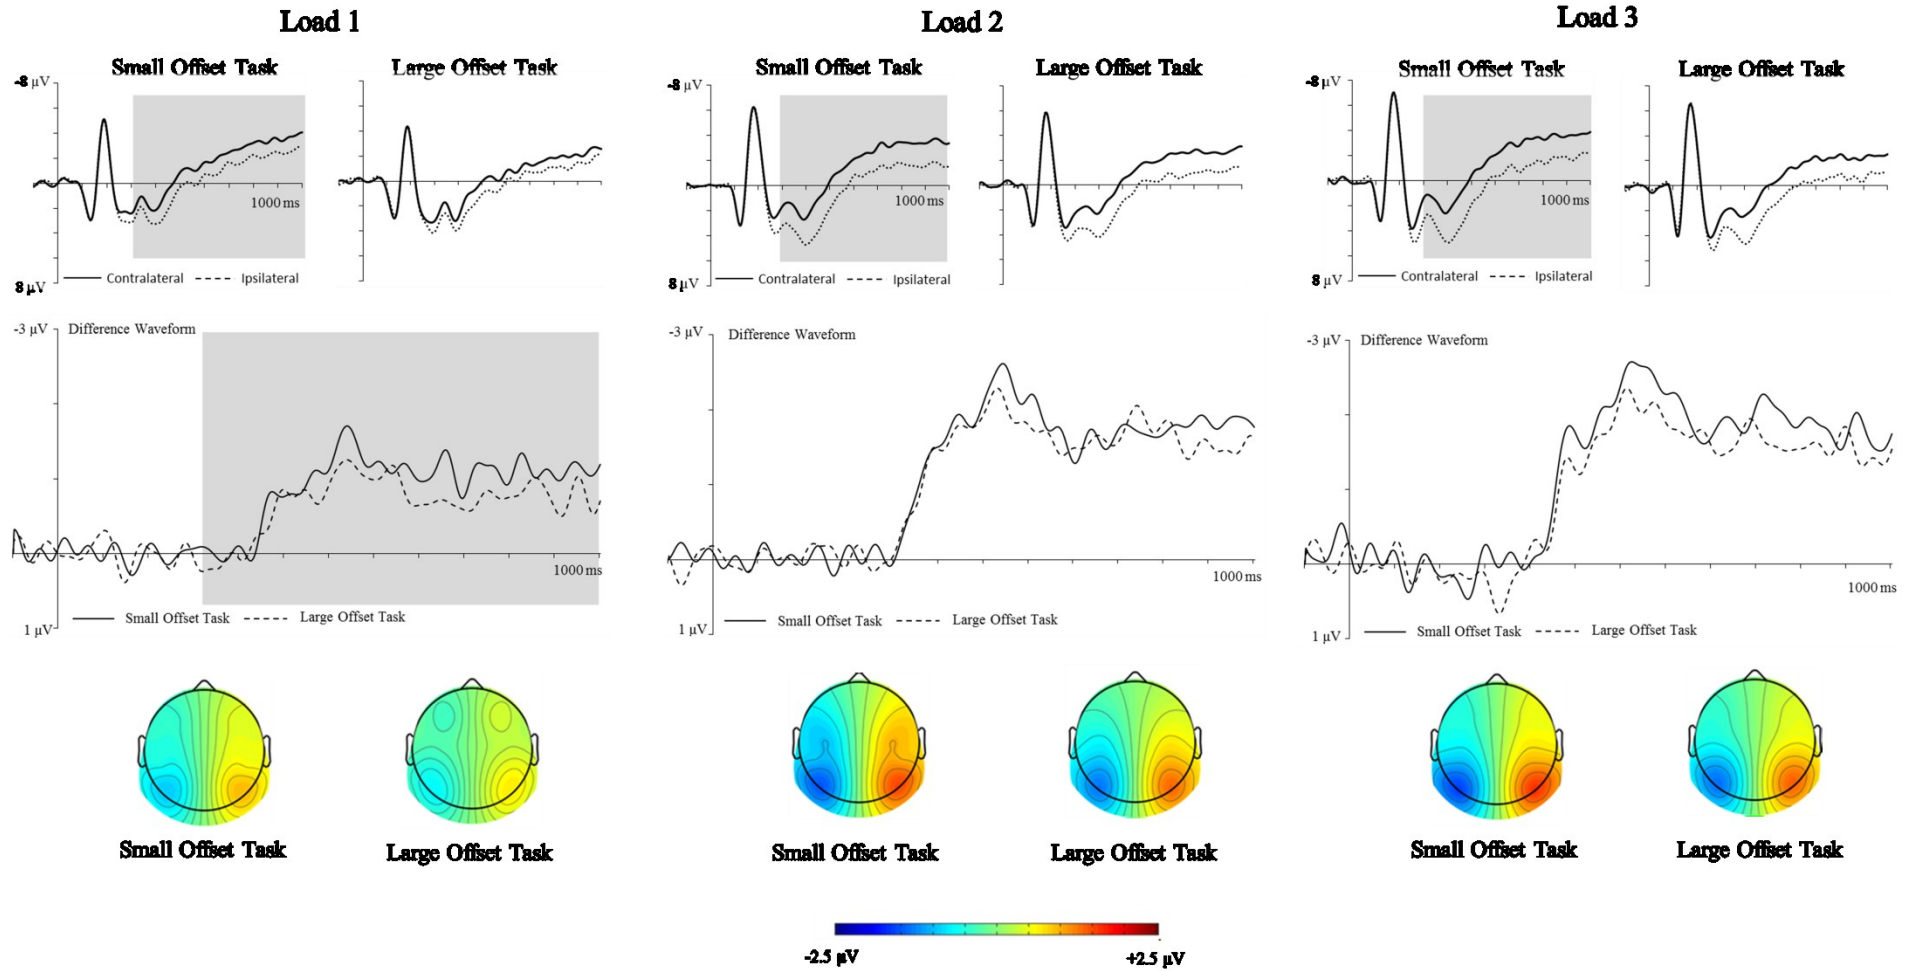 Load 1
Load 2
Load 3
Small Offset Task
Large Offset Task
Small Offset Task
Large Offset Task
Small Offset Task
Large Offset Task
-8 µV
-8 µV
-8 µV
1000 ms
1000 ms
1000 ms
Contralateral Ipsilateral
Contralateral Ipsilateral
Contralateral Ipsilateral
8 µV
8 µV
8 µV
-3 µV Difference Waveform
-3 µV Difference Waveform
-3 µV Difference Waveform
1000 ms
1000 ms
1000 ms
Small Offset Task Large Offset Task
Small Offset Task Large Offset Task
Small Offset Task Large Offset Task
1 µV
1 µV
1 µV
Small Offset Task
Large Offset Task
Small Offset Task
Large Offset Task
Small Offset Task
Large Offset Task
-2.5 µV
+2.5 µV